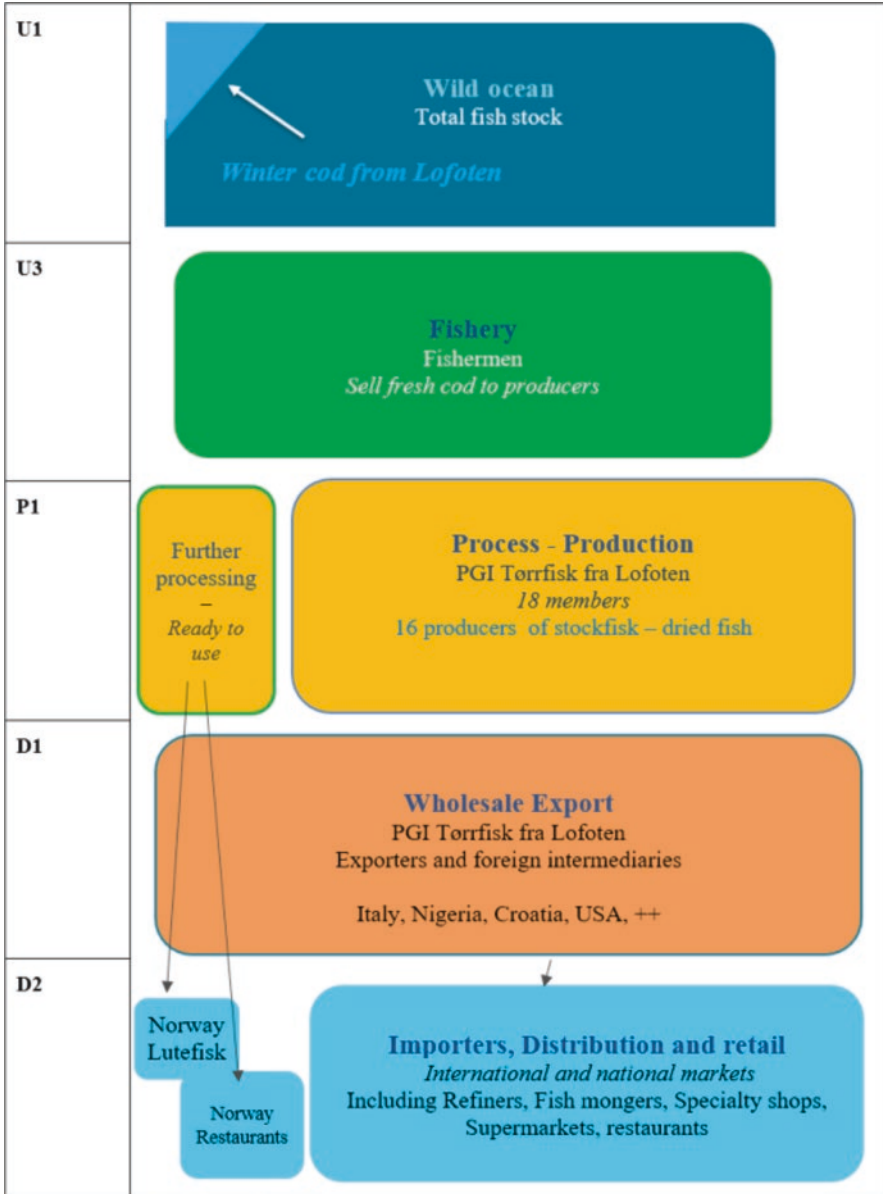 U1
Wild ocean
Total fish stock
Winter cod from Lofoten
U3
Fishery
Fishermen
Sell fresh cod to producers
P1
Further
processing
–
Ready to
use
Process - Production
PGI Tørrfisk fra Lofoten
18 members
16 producers of stockfisk – dried fish
D1
Wholesale Export
PGI Tørrfisk fra Lofoten
Exporters and foreign intermediaries
Italy, Nigeria, Croatia, USA, ++
D2
Norway
Lutefisk
Norway
Restaurants
Importers, Distribution and retail
International and national markets
Including Refiners, Fish mongers, Specialty shops,
Supermarkets, restaurants